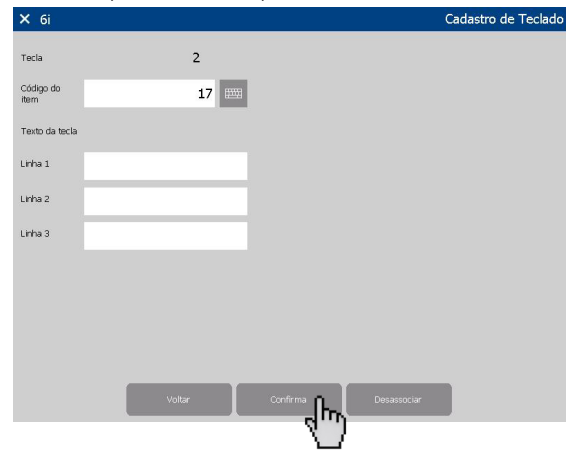 ✕ 6i Cadastro de Teclado
Tecla 2
Código do
item 17
Texto da tecla
Linha 1
Linha 2
Linha 3
Voltar Confirma Desassociar